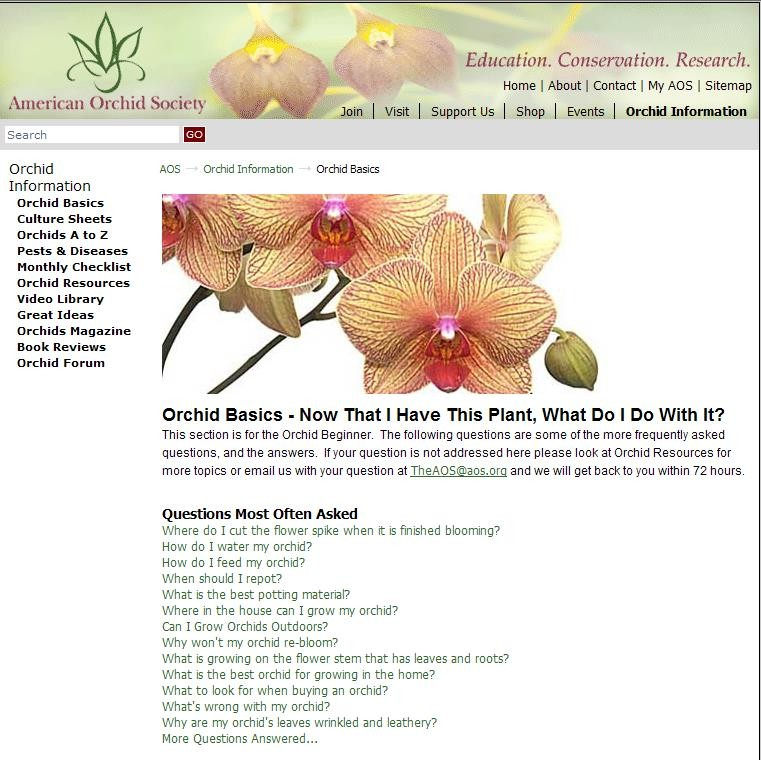 American Orchid Society
Education. Conservation. Research.
Home | About | Contact | My AOS | Sitemap
Join | Visit | Support Us | Shop | Events | Orchid Information
Search GO
Orchid
Information
Orchid Basics
Culture Sheets
Orchids A to Z
Pests & Diseases
Monthly Checklist
Orchid Resources
Video Library
Great Ideas
Orchids Magazine
Book Reviews
Orchid Forum
AOS → Orchid Information → Orchid Basics
Orchid Basics - Now That I Have This Plant, What Do I Do With It?
This section is for the Orchid Beginner. The following questions are some of the more frequently asked
questions, and the answers. If your question is not addressed here please look at Orchid Resources for
more topics or email us with your question at TheAOS@aos.org and we will get back to you within 72 hours.
Questions Most Often Asked
Where do I cut the flower spike when it is finished blooming?
How do I water my orchid?
How do I feed my orchid?
When should I repot?
What is the best potting material?
Where in the house can I grow my orchid?
Can I Grow Orchids Outdoors?
Why won't my orchid re-bloom?
What is growing on the flower stem that has leaves and roots?
What is the best orchid for growing in the home?
What to look for when buying an orchid?
What's wrong with my orchid?
Why are my orchid's leaves wrinkled and leathery?
More Questions Answered...